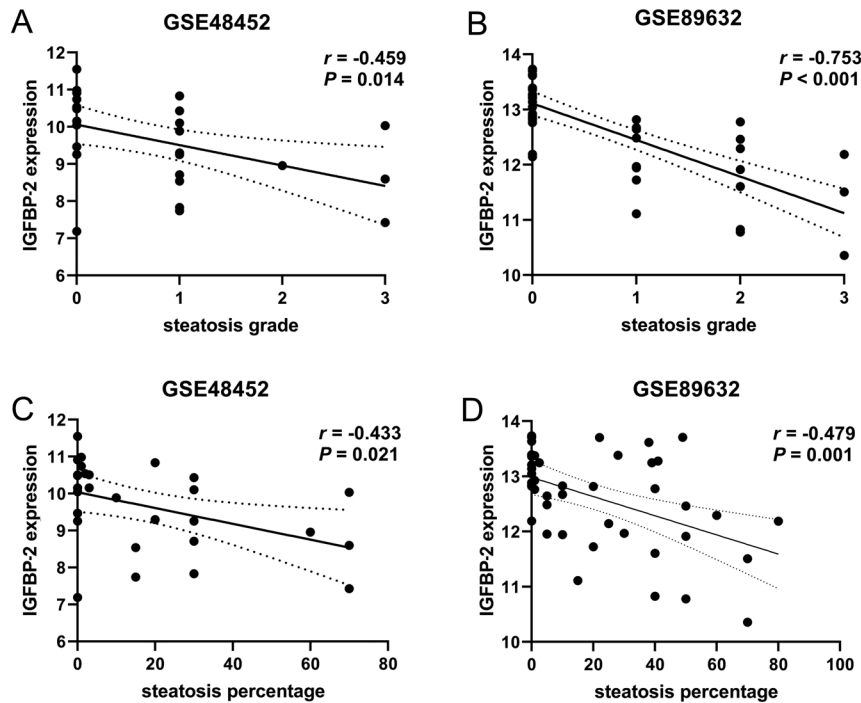 A
GSE48452
r = -0.459
P = 0.014
12
11
10
9
8
7
6
IGFBP-2 expression
0 1 2 3
steatosis grade
B
GSE89632
r = -0.753
P < 0.001
14
13
12
11
10
IGFBP-2 expression
0 1 2 3
steatosis grade
C
GSE48452
r = -0.433
P = 0.021
12
11
10
9
8
7
6
IGFBP-2 expression
0 20 40 60 80
steatosis percentage
D
GSE89632
r = -0.479
P = 0.001
14
13
12
11
10
IGFBP-2 expression
0 20 40 60 80 100
steatosis percentage